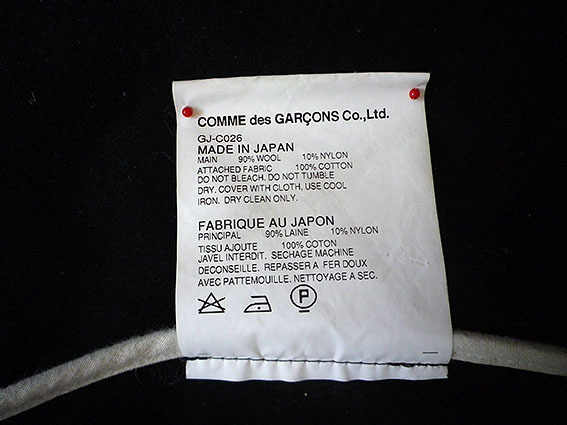 COMME des GARÇONS Co.,Ltd.
GJ-C026
MADE IN JAPAN
MAIN 90% WOOL 10% NYLON
ATTACHED FABRIC 100% COTTON
DO NOT BLEACH. DO NOT TUMBLE
DRY. COVER WITH CLOTH, USE COOL
IRON. DRY CLEAN ONLY.
FABRIQUE AU JAPON
PRINCIPAL 90% LAINE 10% NYLON
TISSU AJOUTE 100% COTON
JAVEL INTERDIT. SECHAGE MACHINE
DECONSEILLE. REPASSER A FER DOUX
AVEC PATTEMOUILLE. NETTOYAGE A SEC.
P